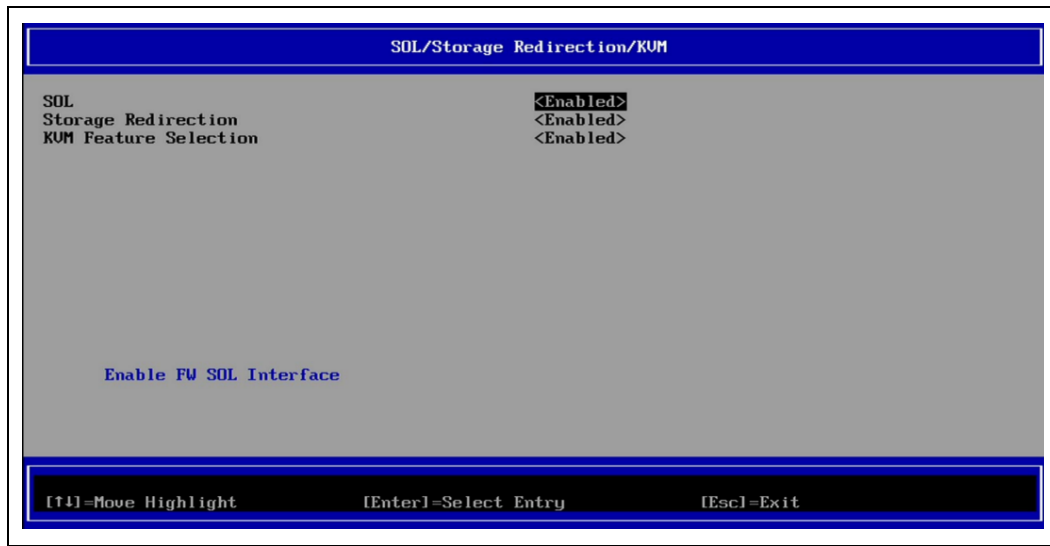 SOL/Storage Redirection/KVM
SOL <Enabled>
Storage Redirection <Enabled>
KVM Feature Selection <Enabled>
Enable FW SOL Interface
[↑↓]=Move Highlight [Enter]=Select Entry [Esc]=Exit